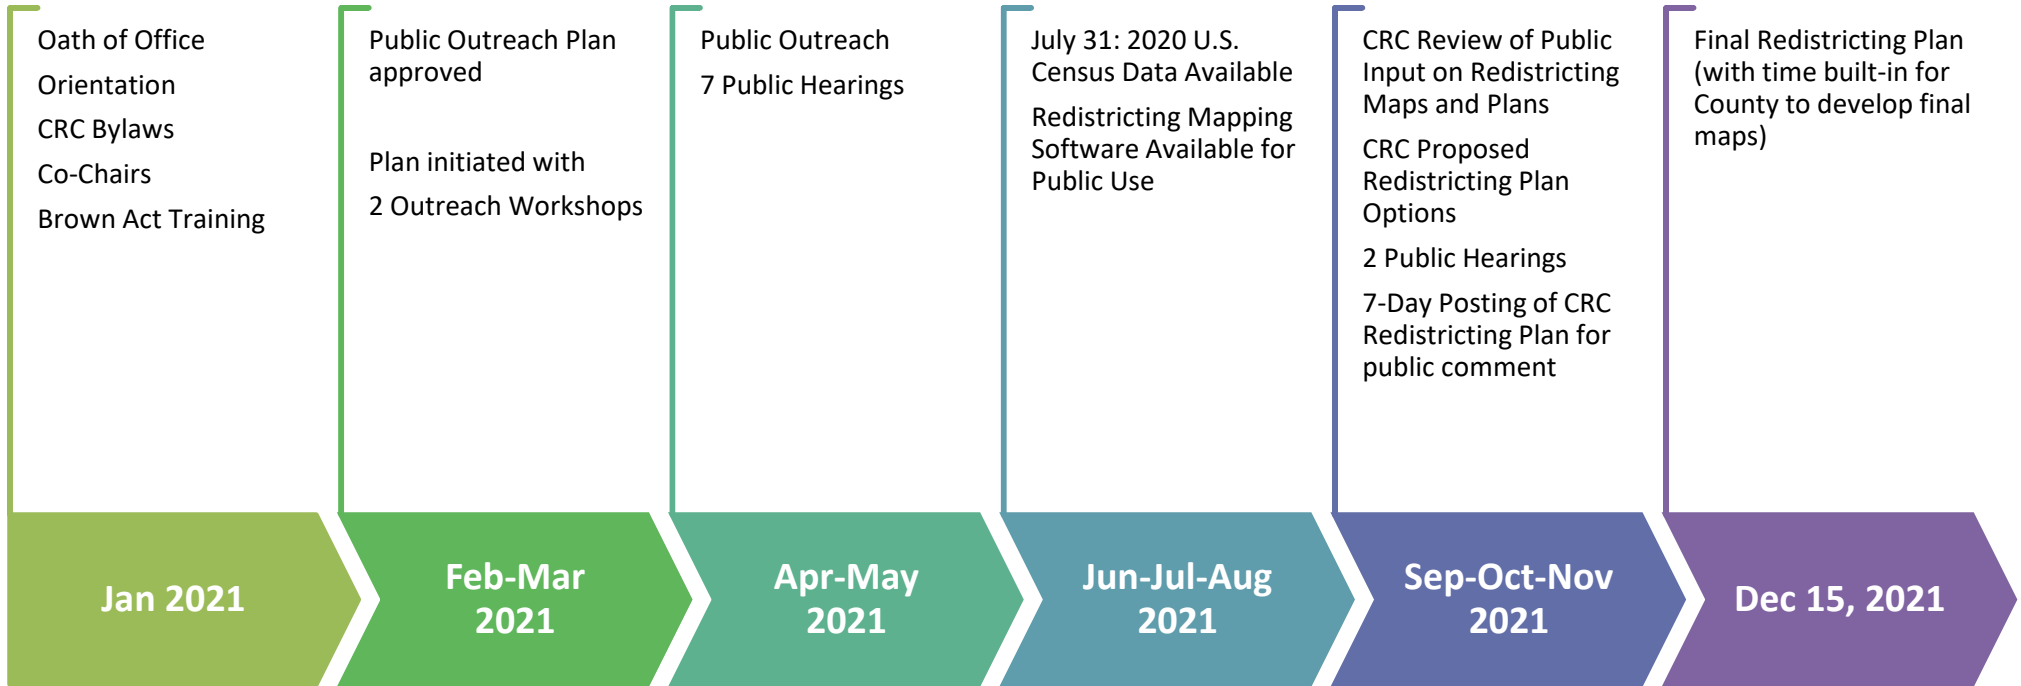 Oath of Office
Orientation
CRC Bylaws
Co-Chairs
Brown Act Training
Jan 2021
Public Outreach Plan
approved
Plan initiated with
2 Outreach Workshops
Feb-Mar
2021
Public Outreach
7 Public Hearings
Apr-May
2021
July 31: 2020 U.S.
Census Data Available
Redistricting Mapping
Software Available for
Public Use
Jun-Jul-Aug
2021
CRC Review of Public
Input on Redistricting
Maps and Plans
CRC Proposed
Redistricting Plan
Options
2 Public Hearings
7-Day Posting of CRC
Redistricting Plan for
public comment
Sep-Oct-Nov
2021
Final Redistricting Plan
(with time built-in for
County to develop final
maps)
Dec 15, 2021